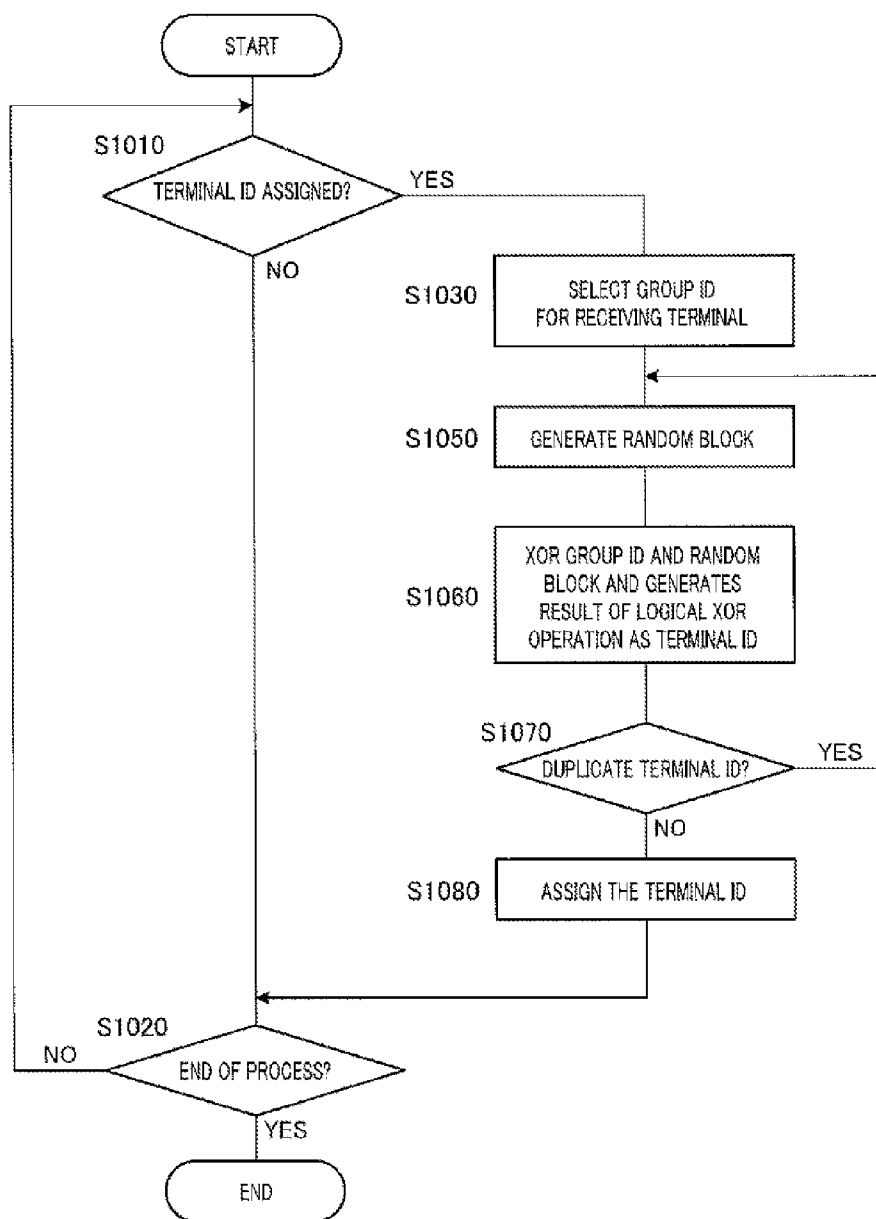 START
S1010
TERMINAL ID ASSIGNED?
YES
NO
S1030
SELECT GROUP ID
FOR RECEIVING TERMINAL
S1050
GENERATE RANDOM BLOCK
S1060
XOR GROUP ID AND RANDOM
BLOCK AND GENERATES
RESULT OF LOGICAL XOR
OPERATION AS TERMINAL ID
S1070
DUPLICATE TERMINAL ID?
YES
NO
S1080
ASSIGN THE TERMINAL ID
S1020
NO
END OF PROCESS?
YES
END